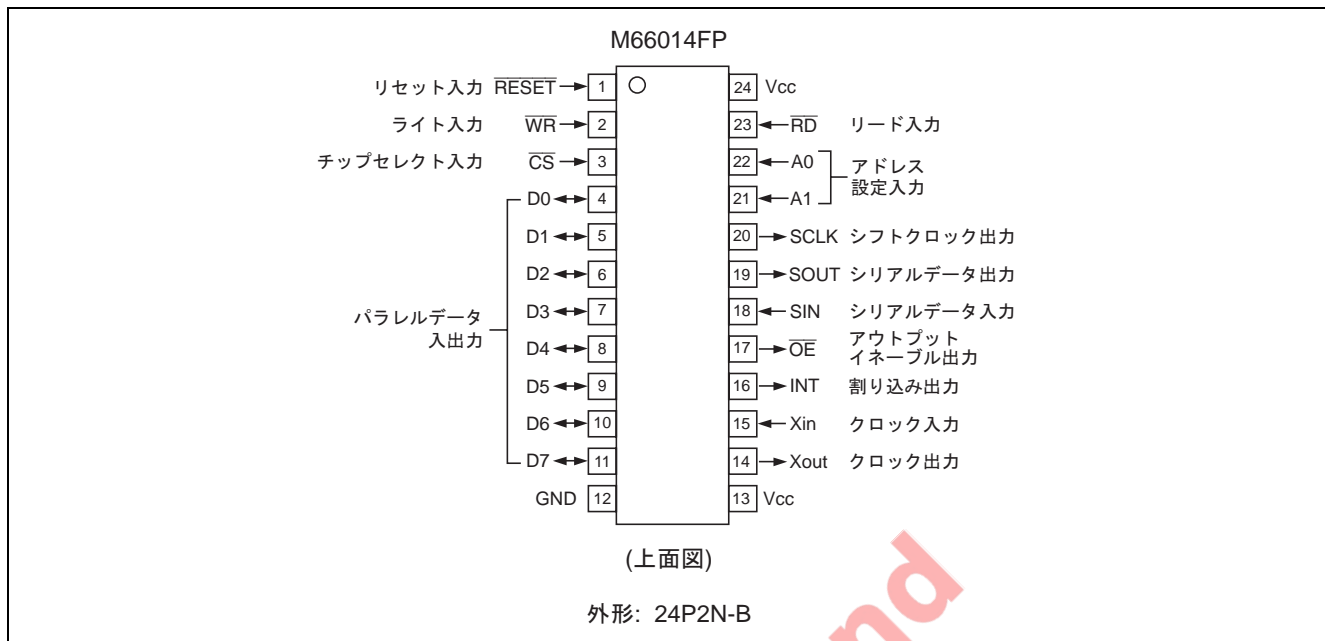 M66014FP
リセット入力 RESET 1 24 Vcc
ライト入力 WR 2 23 RD リード入力
チップセレクト入力 CS 3 22 A0 アドレス
設定入力
D0 4 21 A1
D1 5 20 SCLK シフトクロック出力
D2 6 19 SOUT シリアルデータ出力
パラレルデータ
入出力
D3 7 18 SIN シリアルデータ入力
D4 8 17 OE アウトプット
イネーブル出力
D5 9 16 INT 割り込み出力
D6 10 15 Xin クロック入力
D7 11 14 Xout クロック出力
GND 12 13 Vcc
(上面図)
外形: 24P2N-B
nd